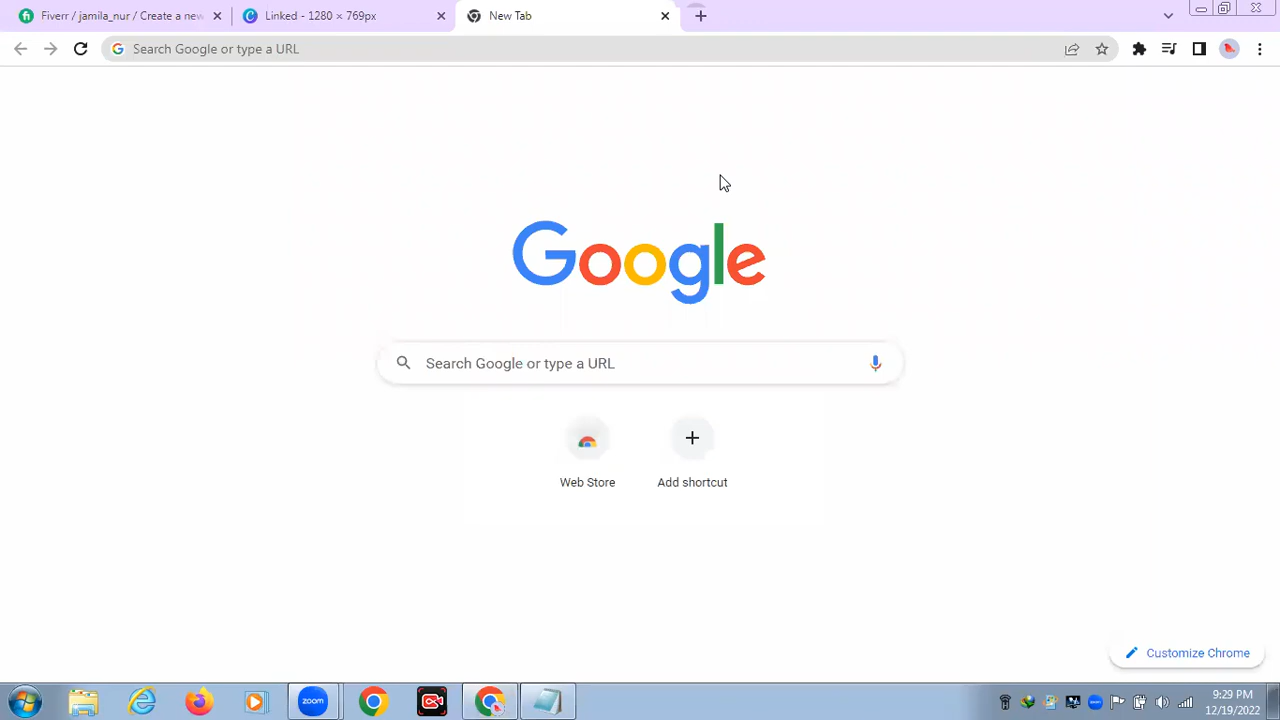 Fiverr / jamila_nur / Create a new
Linked - 1280 × 769px
New Tab
Search Google or type a URL
Google
Search Google or type a URL
Web Store
Add shortcut
Customize Chrome
zoom
9:29 PM
12/19/2022